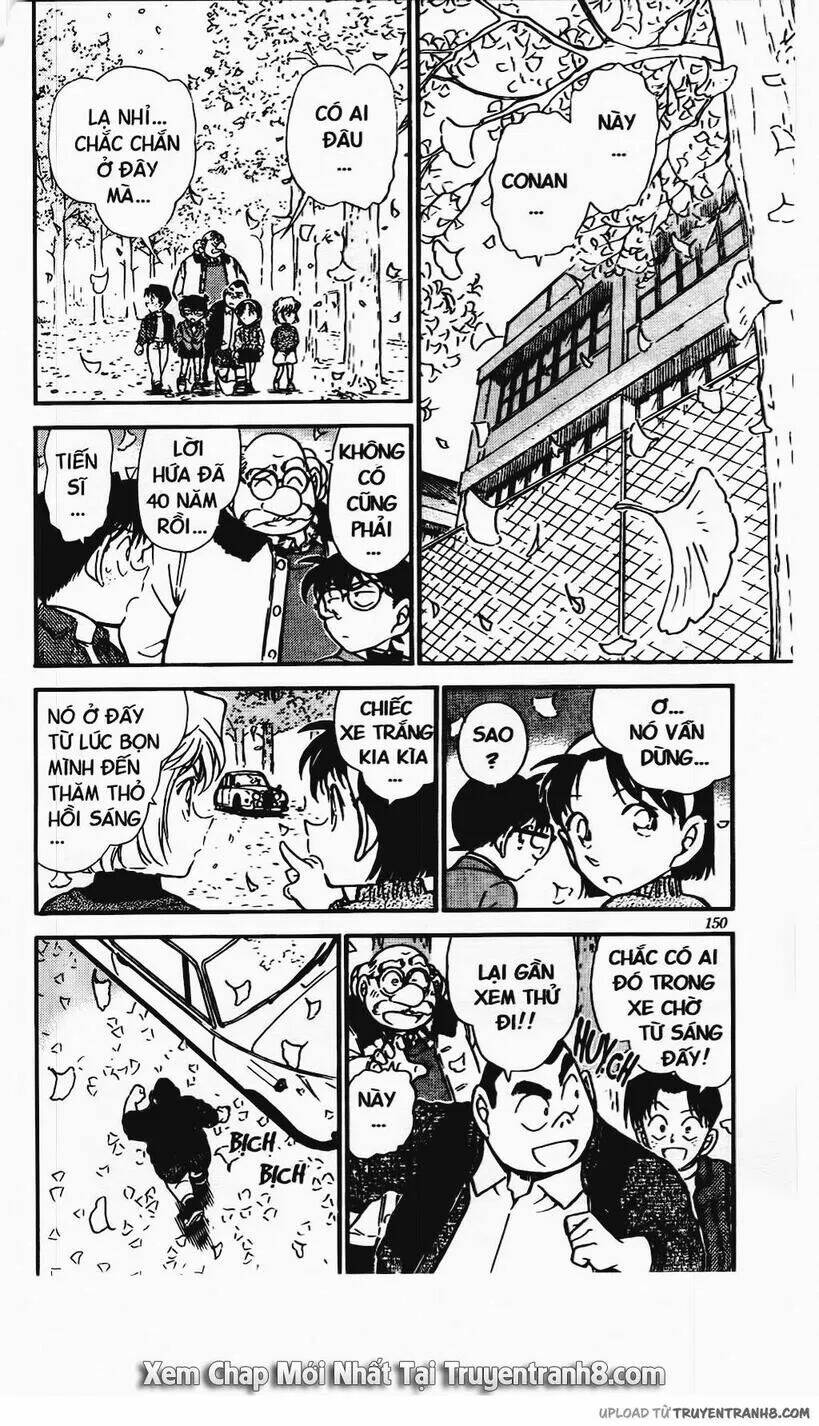 NÀY
...
CONAN
...
CÓ AI
ĐÂU
...
LẠ NHỈ...
CHẮC CHẮN
Ở ĐÂY
MÀ...
KHÔNG
CÓ
CŨNG
PHẢI
...
LỜI
HỨA ĐÃ
40 NĂM
RỒI...
TIẾN
SĨ
...
Ơ...
NÓ VẪN
DỪNG...
SAO
?
CHIẾC
XE TRẮNG
KIA KÌA
...
NÓ Ở ĐẤY
TỪ LÚC BỌN
MÌNH ĐẾN
THĂM THỎ
HỒI SÁNG
...
150
CHẮC CÓ AI
ĐÓ TRONG
XE CHỜ
TỪ SÁNG
ĐẤY!
LẠI GẦN
XEM THỬ
ĐI!!
HUỴCH
NÀY
...
BỊCH
BỊCH
Xem Chap Mới Nhất Tại Truyentranh8.com
UPLOAD TỪ TRUYENTRANH8.COM